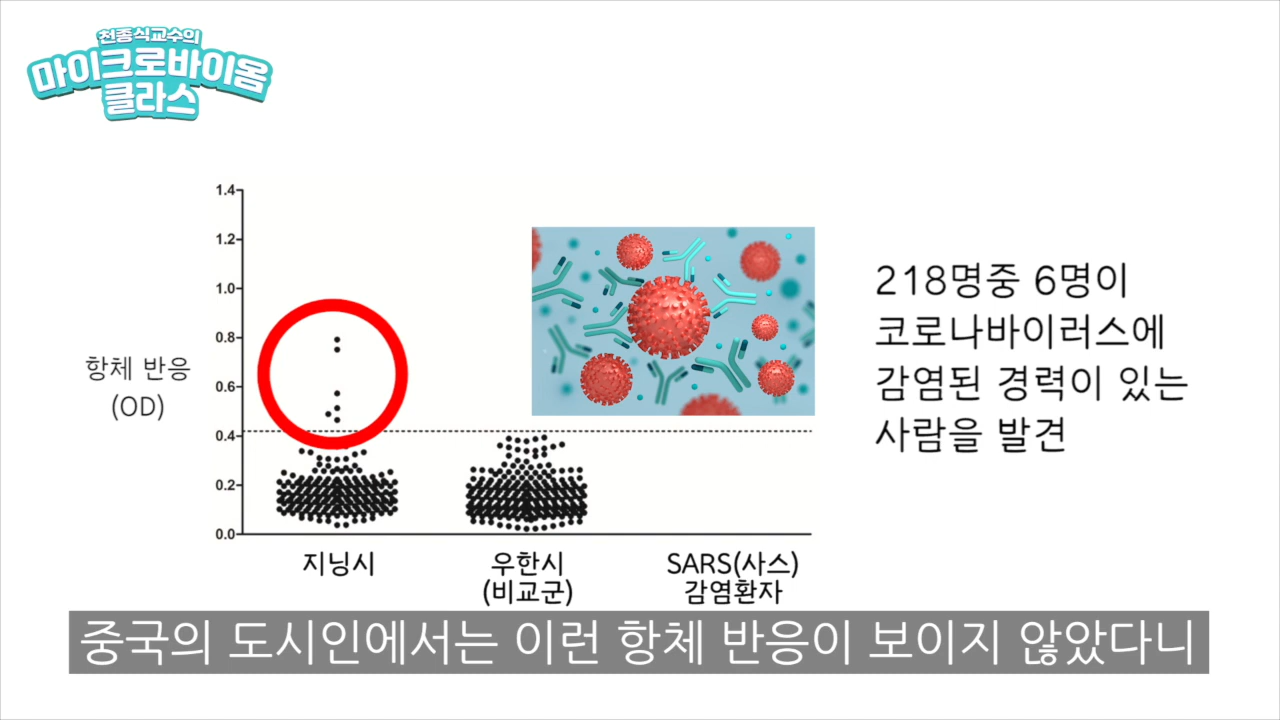 천종식교수의
마이크로바이옴
클라스
1.4
1.2
1.0
0.8
0.6
0.4
0.2
0.0
항체 반응
(OD)
지닝시
우한시
(비교군)
SARS(사스)
감염환자
218명중 6명이
코로나바이러스에
감염된 경력이 있는
사람을 발견
중국의 도시인에서는 이런 항체 반응이 보이지 않았다니